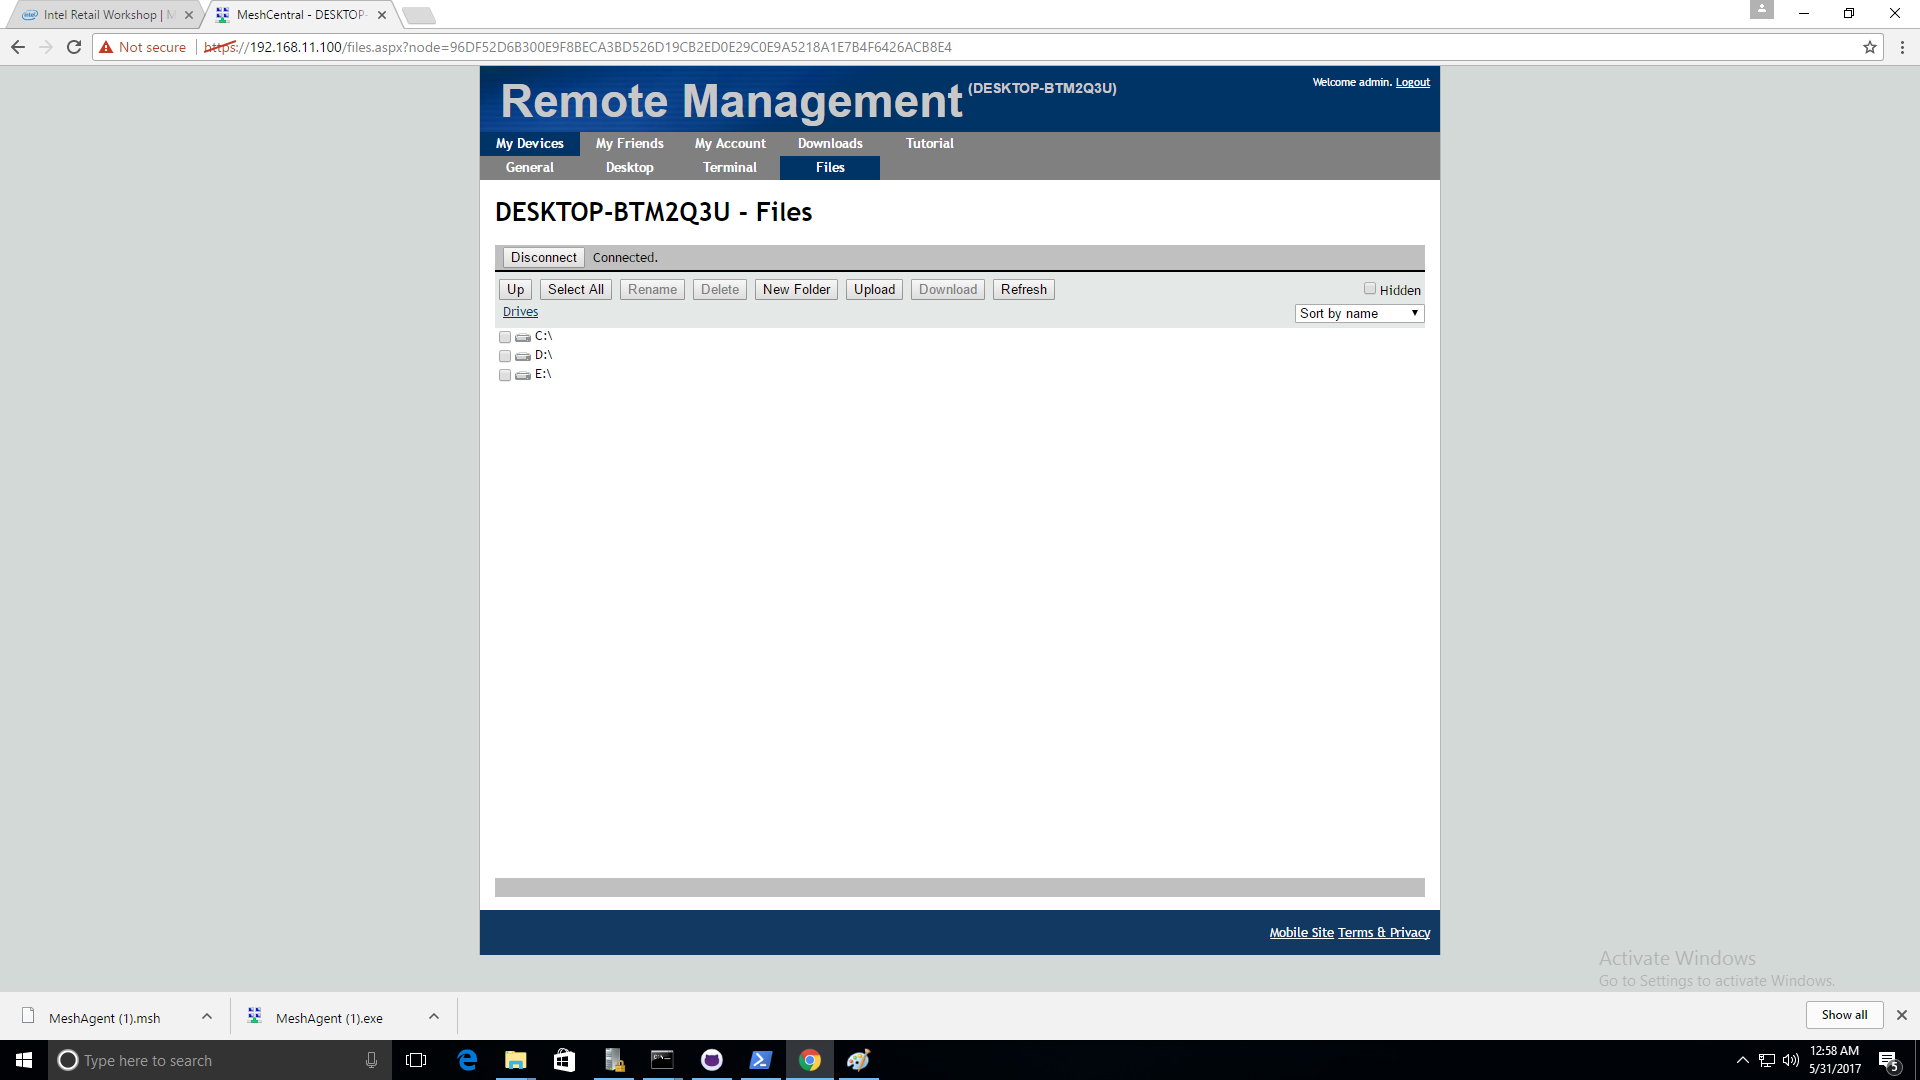 Intel Retail Workshop | M
MeshCentral - DESKTOP-
Not secure https://192.168.11.100/files.aspx?node=96DF52D6B300E9F8BECA3BD526D19CB2ED0E29C0E9A5218A1E7B4F6426ACB8E4
Remote Management (DESKTOP-BTM2Q3U)
Welcome admin. Logout
My Devices My Friends My Account Downloads Tutorial
General Desktop Terminal Files
DESKTOP-BTM2Q3U - Files
Disconnect Connected.
Up Select All Rename Delete New Folder Upload Download Refresh Hidden
Drives Sort by name
C:\
D:\
E:\
Mobile Site Terms & Privacy
Activate Windows
Go to Settings to activate Windows.
MeshAgent (1).msh MeshAgent (1).exe Show all
Type here to search
12:58 AM
5/31/2017
5